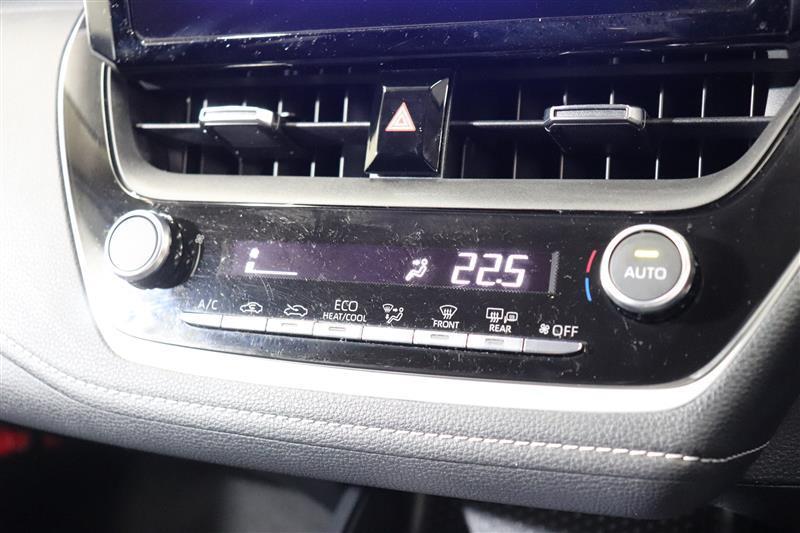 22.5
AUTO
A/C
ECO
HEAT/COOL
FRONT
REAR
OFF